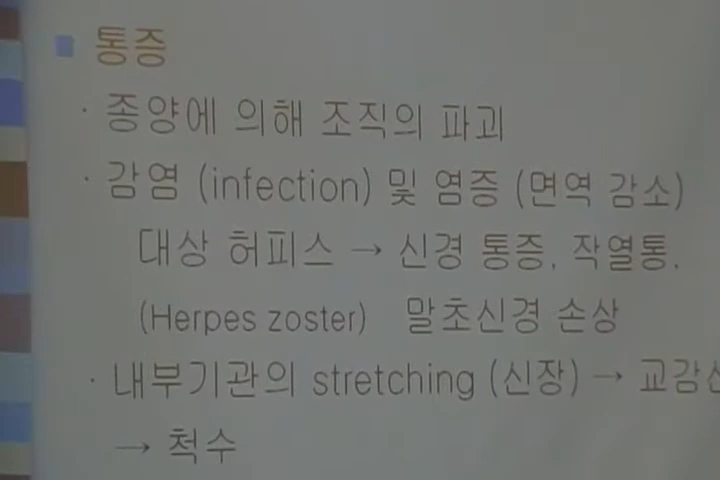 통증
· 종양에 의해 조직의 파괴
· 감염 (infection) 및 염증 (면역 감소)
대상 허피스 → 신경 통증, 작열통,
(Herpes zoster) 말초신경 손상
· 내부기관의 stretching (신장) → 교감
→ 척수